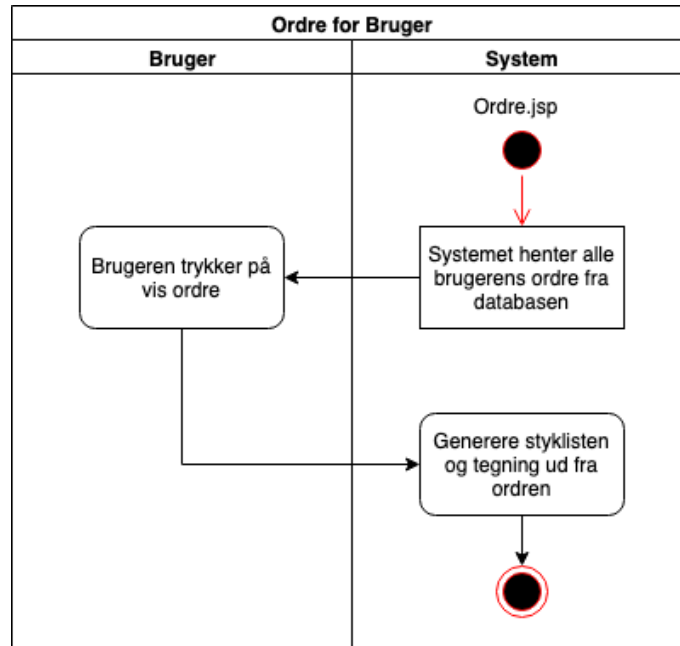 Ordre for Bruger
Bruger
System
Ordre.jsp
Systemet henter alle
brugerens ordre fra
databasen
Brugeren trykker på
vis ordre
Generere styklisten
og tegning ud fra
ordren